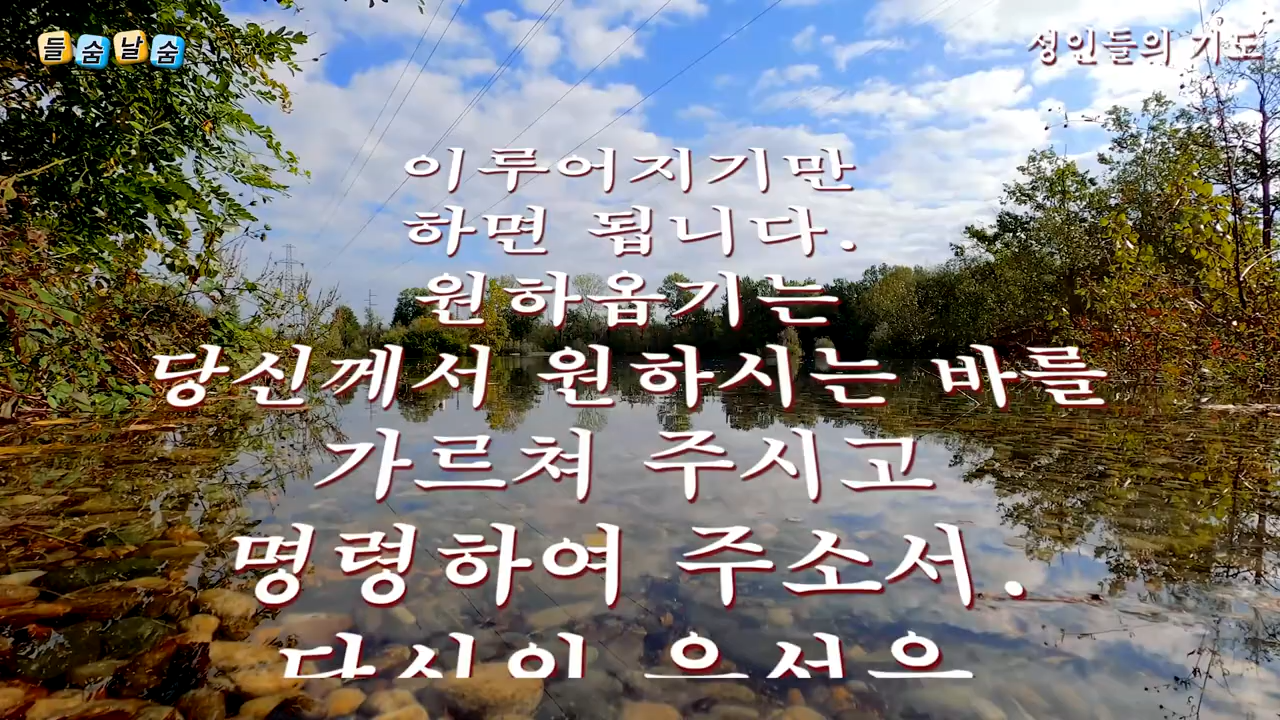 들숨날숨
성인들의 기도
이루어지기만
하면 됩니다.
원하옵기는
당신께서 원하시는 바를
가르쳐 주시고
명령하여 주소서.